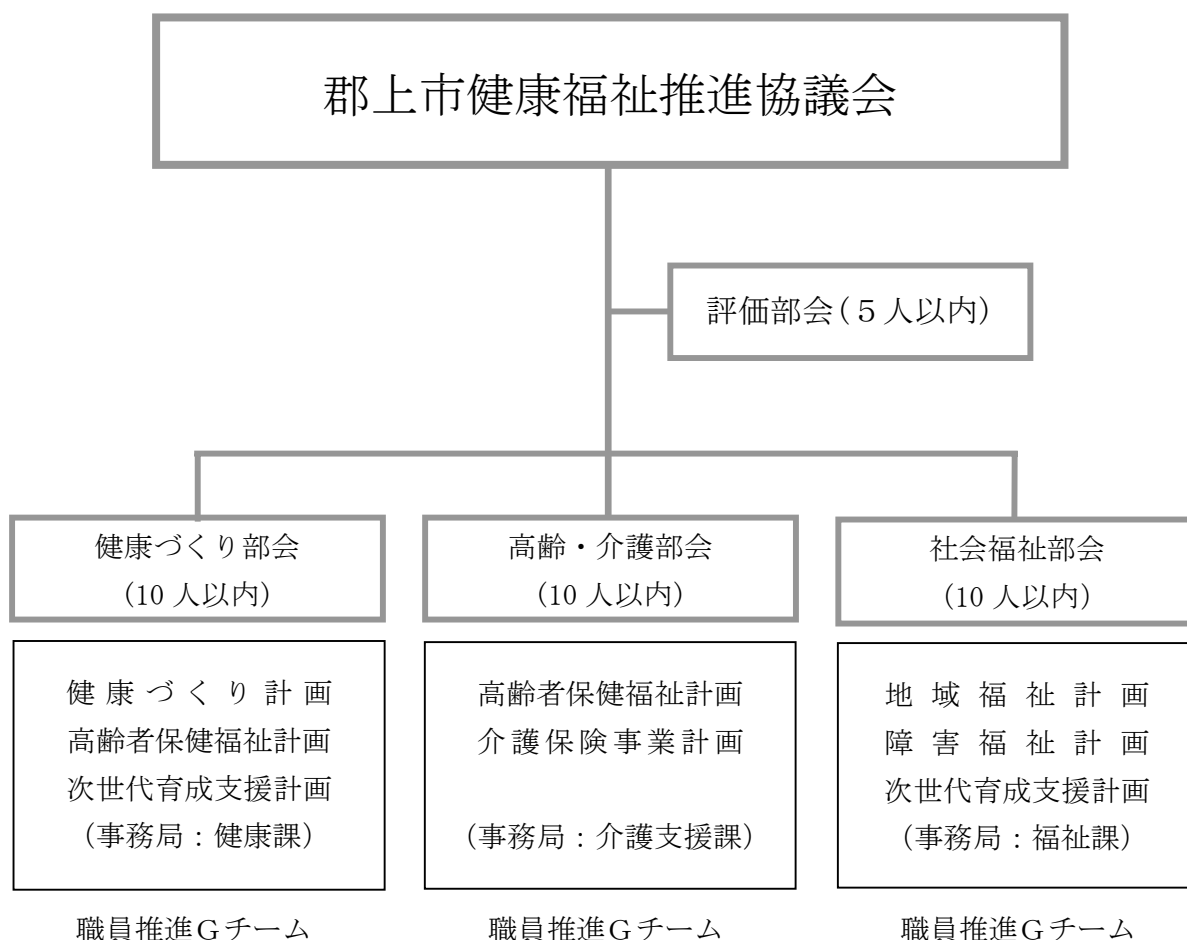 郡上市健康福祉推進協議会
評価部会(5人以内)
健康づくり部会
(10人以内)
高齢・介護部会
(10人以内)
社会福祉部会
(10人以内)
健康づくり計画
高齢者保健福祉計画
次世代育成支援計画
(事務局:健康課)
高齢者保健福祉計画
介護保険事業計画
(事務局:介護支援課)
地域福祉計画
障害福祉計画
次世代育成支援計画
(事務局:福祉課)
職員推進Gチーム
職員推進Gチーム
職員推進Gチーム